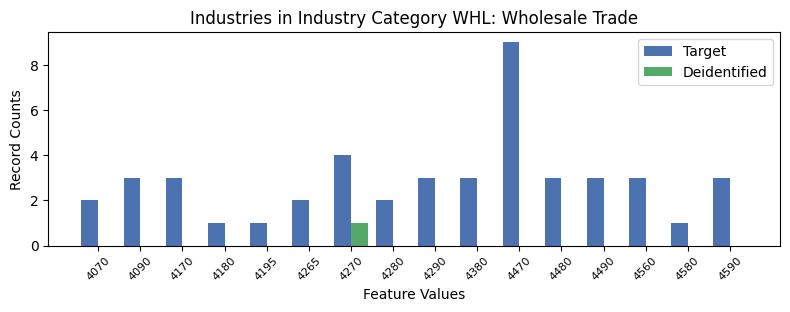 Industries in Industry Category WHL: Wholesale Trade
Target
Deidentified
Record Counts
8
6
4
2
0
4070 4090 4170 4180 4195 4265 4270 4280 4290 4380 4470 4480 4490 4560 4580 4590
Feature Values